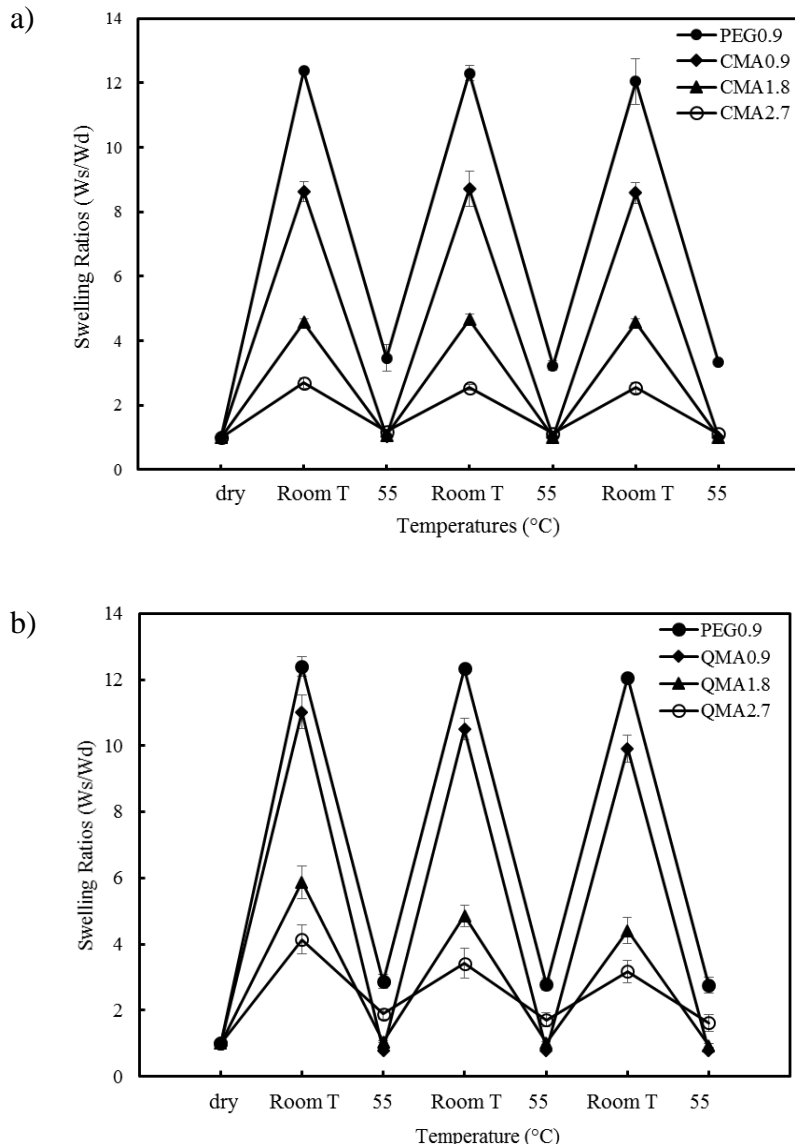 a)
14
12
10
8
6
4
2
0
Swelling Ratios (Ws/Wd)
PEG0.9
CMA0.9
CMA1.8
CMA2.7
dry Room T 55 Room T 55 Room T 55
Temperatures (°C)
b)
14
12
10
8
6
4
2
0
Swelling Ratios (Ws/Wd)
PEG0.9
QMA0.9
QMA1.8
QMA2.7
dry Room T 55 Room T 55 Room T 55
Temperature (°C)